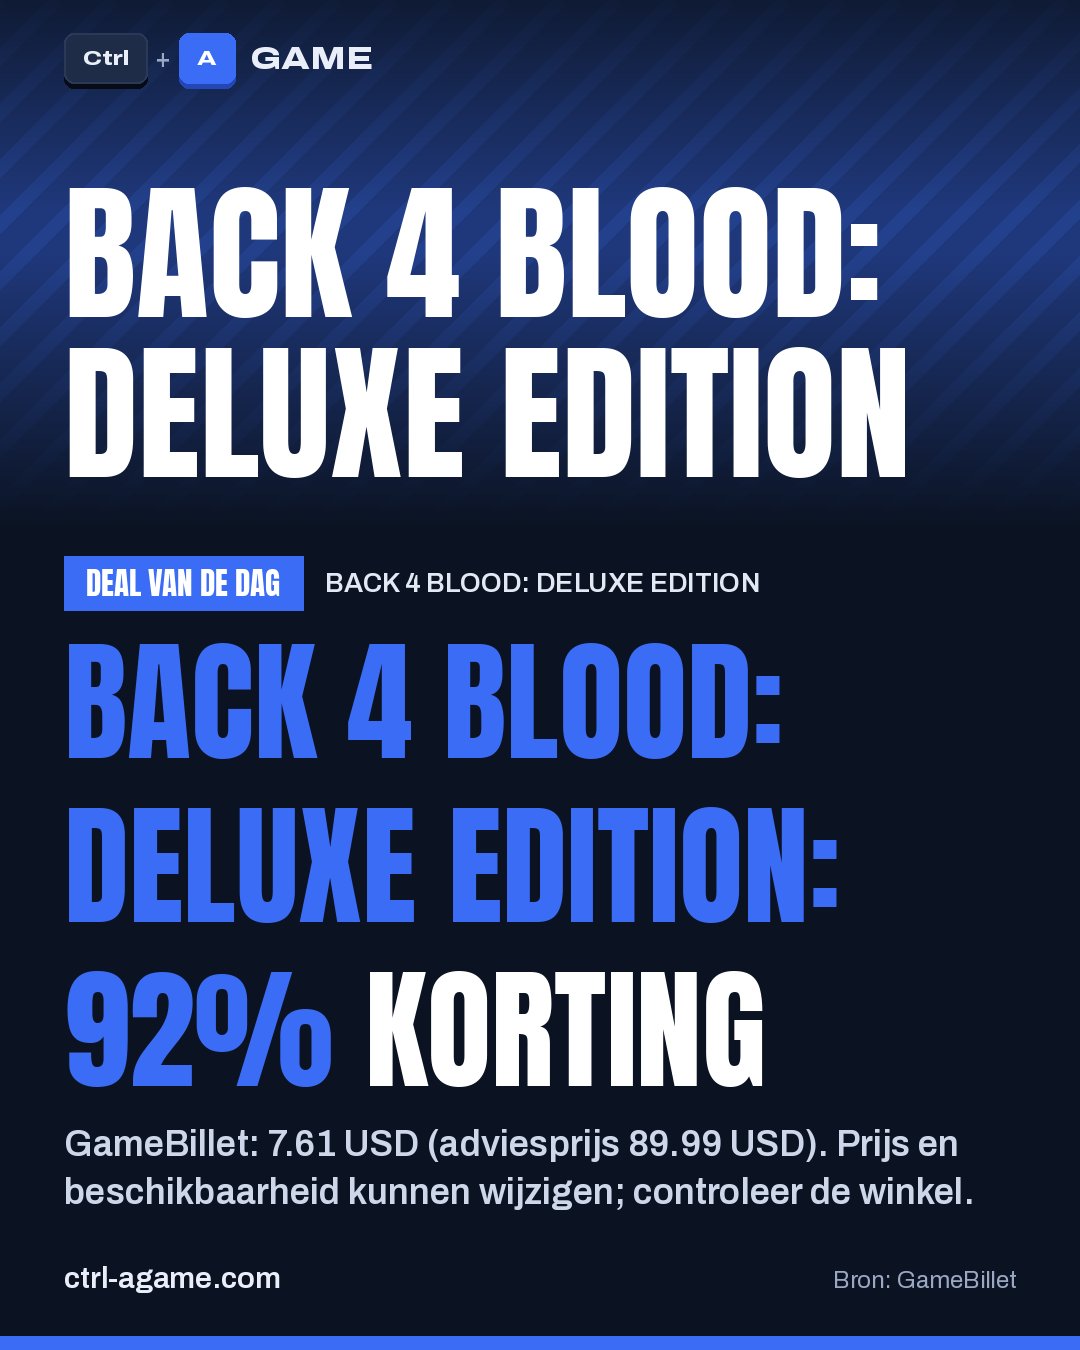 Ctrl + A GAME
BACK 4 BLOOD:
DELUXE EDITION
DEAL VAN DE DAG BACK 4 BLOOD: DELUXE EDITION
BACK 4 BLOOD:
DELUXE EDITION:
92% KORTING
GameBillet: 7.61 USD (adviesprijs 89.99 USD). Prijs en
beschikbaarheid kunnen wijzigen; controleer de winkel.
ctrl-agame.com Bron: GameBillet